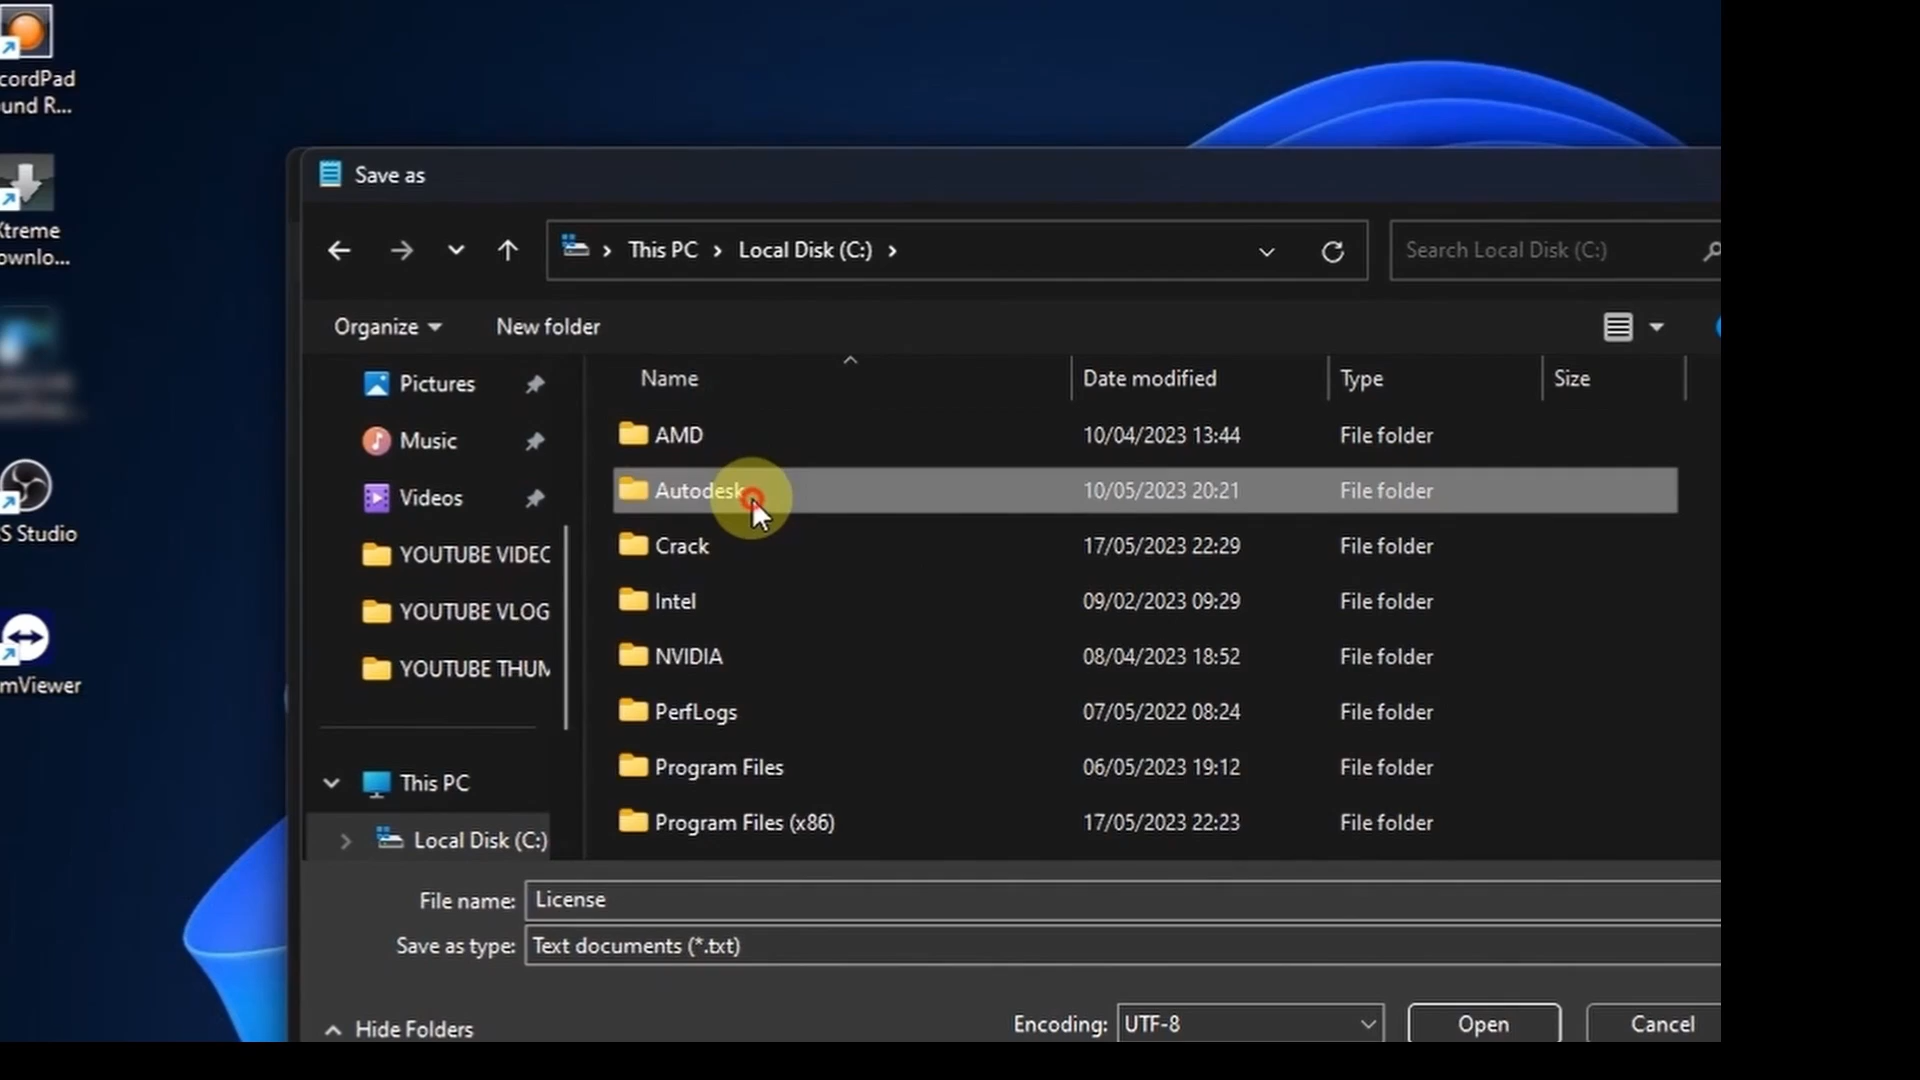 cordPad
und R...
Xtreme
ownlo...
S Studio
mViewer
Save as
This PC
Local Disk (C:)
Search Local Disk (C:)
Organize
New folder
Name
Date modified
Type
Size
Pictures
Music
Videos
YOUTUBE VIDEC
YOUTUBE VLOG
YOUTUBE THUM
This PC
Local Disk (C:)
AMD 10/04/2023 13:44 File folder
Autodesk 10/05/2023 20:21 File folder
Crack 17/05/2023 22:29 File folder
Intel 09/02/2023 09:29 File folder
NVIDIA 08/04/2023 18:52 File folder
PerfLogs 07/05/2022 08:24 File folder
Program Files 06/05/2023 19:12 File folder
Program Files (x86) 17/05/2023 22:23 File folder
File name: License
Save as type: Text documents (*.txt)
Hide Folders
Encoding: UTF-8
Open
Cancel